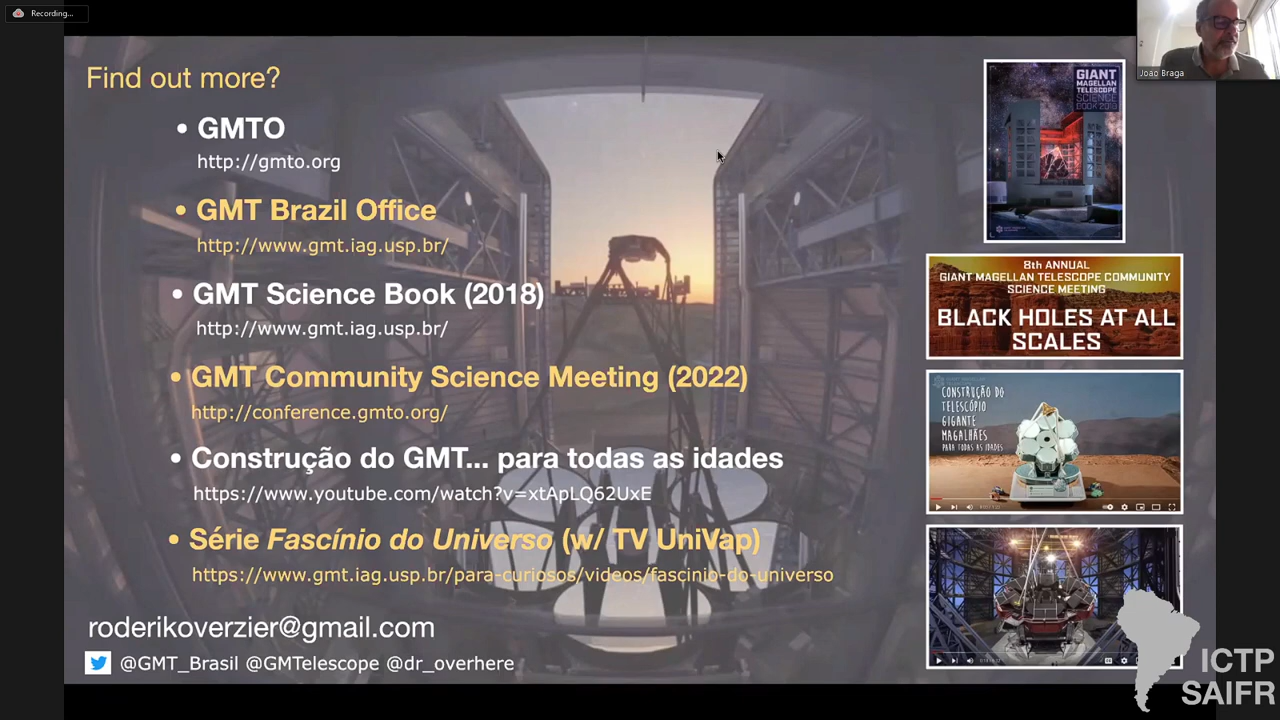 Recording...
João Braga
Find out more?
• GMTO
http://gmto.org
• GMT Brazil Office
http://www.gmt.iag.usp.br/
• GMT Science Book (2018)
http://www.gmt.iag.usp.br/
• GMT Community Science Meeting (2022)
http://conference.gmto.org/
• Construção do GMT... para todas as idades
https://www.youtube.com/watch?v=xtApLQ62UxE
• Série Fascínio do Universo (w/ TV UniVap)
https://www.gmt.iag.usp.br/para-curiosos/videos/fascinio-do-universo
roderikoverzier@gmail.com
@GMT_Brasil @GMTelescope @dr_overhere
GIANT
MAGELLAN
TELESCOPE
SCIENCE
BOOK 2018
8th ANNUAL
GIANT MAGELLAN TELESCOPE COMMUNITY
SCIENCE MEETING
BLACK HOLES AT ALL
SCALES
CONSTRUÇÃO DO
TELESCÓPIO
GIGANTE
MAGALHÃES
PARA TODAS AS IDADES
ICTP
SAIFR